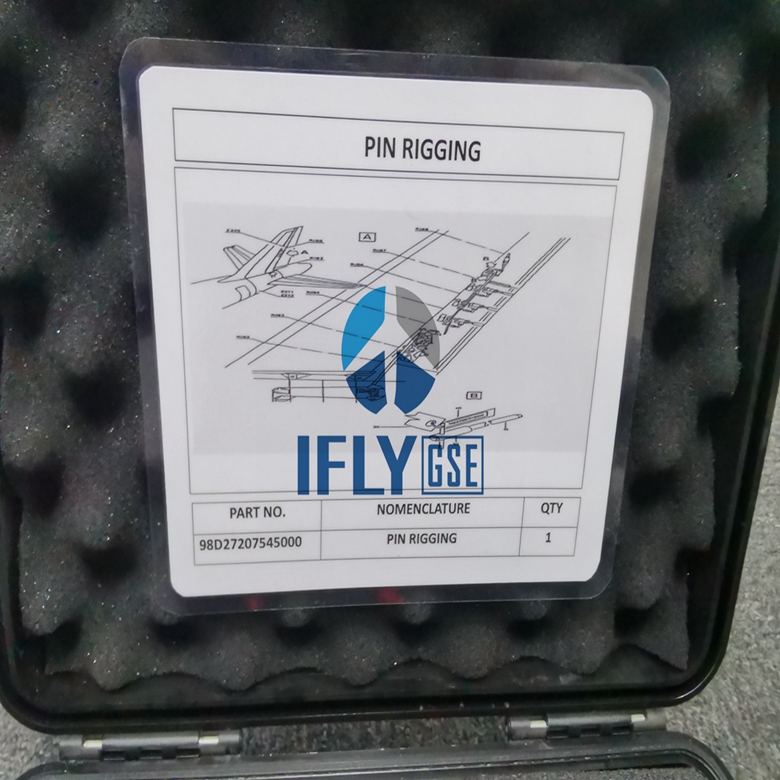 PIN RIGGING
A
A
B
IFLY GSE
PART NO. NOMENCLATURE QTY
98D27207545000 PIN RIGGING 1